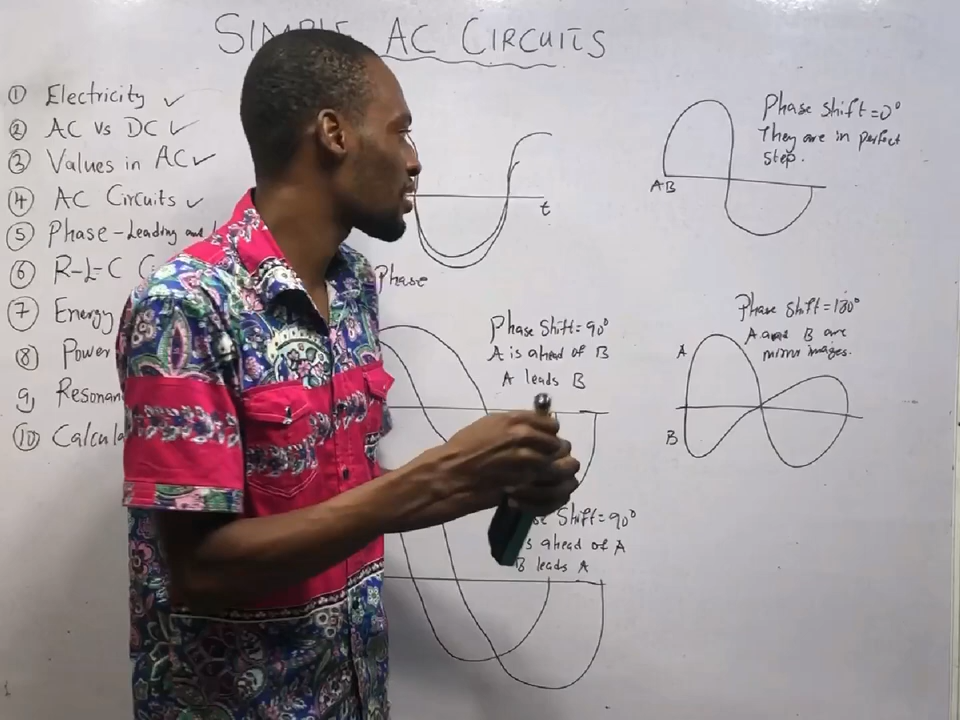 SIMPLE AC CIRCUITS
① Electricity ✓
② AC Vs DC ✓
③ Values in AC ✓
④ AC Circuits ✓
⑤ Phase-Leading and
⑥ R-L-C
⑦ Energy
⑧ Power
9, Resonan
⑩ Calcula
t
Phase
Phase Shift = 0°
They are in perfect
step.
AB
Phase Shift = 90°
A is ahead of B
A leads B
Phase Shift = 180°
A and B are
mirror images.
A
B
se Shift = 90°
s ahead of A
B leads A